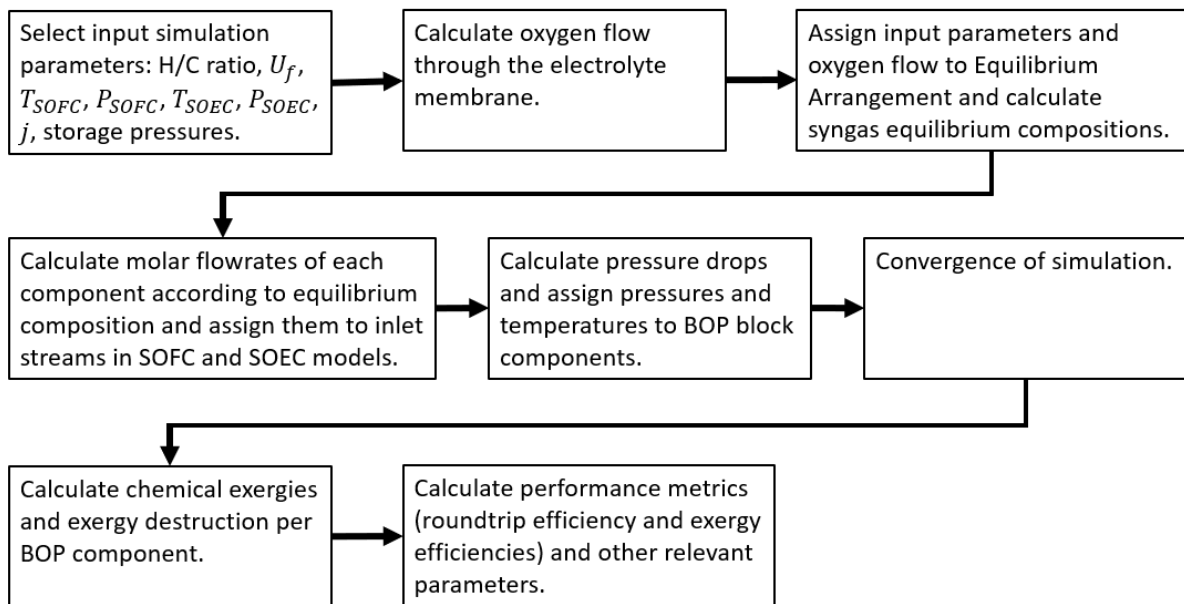 Select input simulation
parameters: H/C ratio, U_f,
T_SOFC, P_SOFC, T_SOEC, P_SOEC,
j, storage pressures.
Calculate oxygen flow
through the electrolyte
membrane.
Assign input parameters and
oxygen flow to Equilibrium
Arrangement and calculate
syngas equilibrium compositions.
Calculate molar flowrates of each
component according to equilibrium
composition and assign them to inlet
streams in SOFC and SOEC models.
Calculate pressure drops
and assign pressures and
temperatures to BOP block
components.
Convergence of simulation.
Calculate chemical exergies
and exergy destruction per
BOP component.
Calculate performance metrics
(roundtrip efficiency and exergy
efficiencies) and other relevant
parameters.